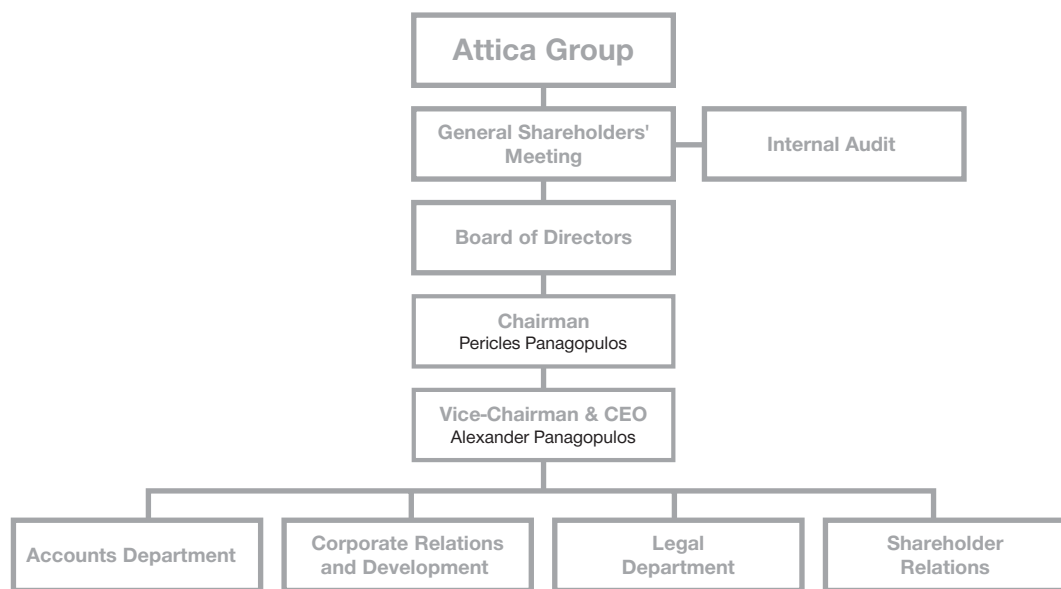 Attica Group
General Shareholders'
Meeting
Internal Audit
Board of Directors
Chairman
Pericles Panagopulos
Vice-Chairman & CEO
Alexander Panagopulos
Accounts Department
Corporate Relations
and Development
Legal
Department
Shareholder
Relations